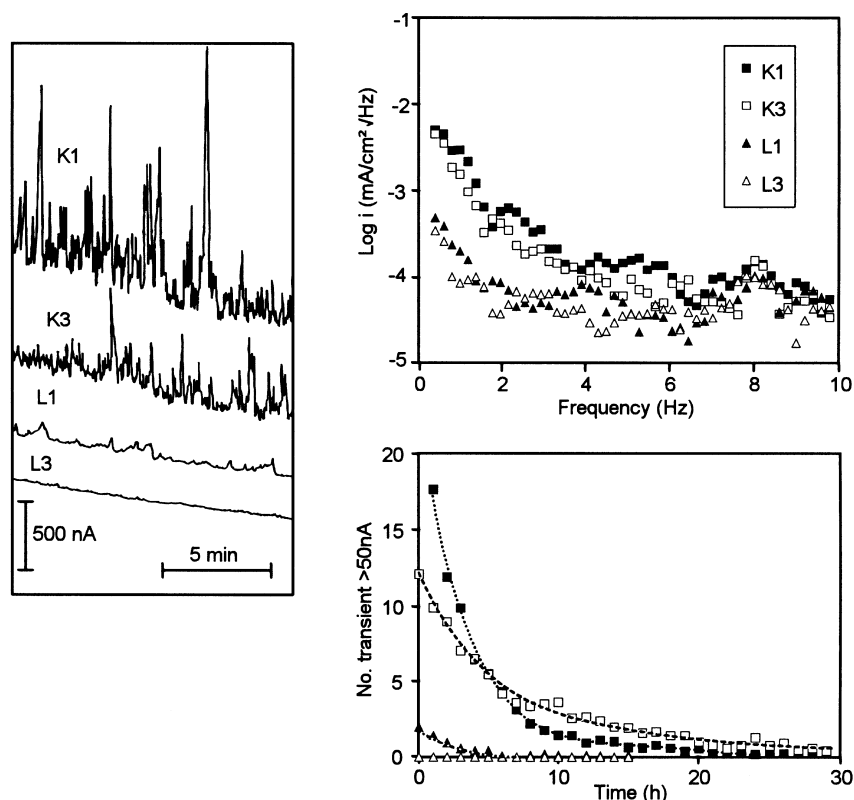 K1
K3
L1
L3
500 nA
5 min
-1
-2
-3
-4
-5
Log i (mA/cm² √Hz)
K1
K3
L1
L3
0
2
4
6
8
10
Frequency (Hz)
20
15
10
5
0
No. transient >50nA
0
10
20
30
Time (h)